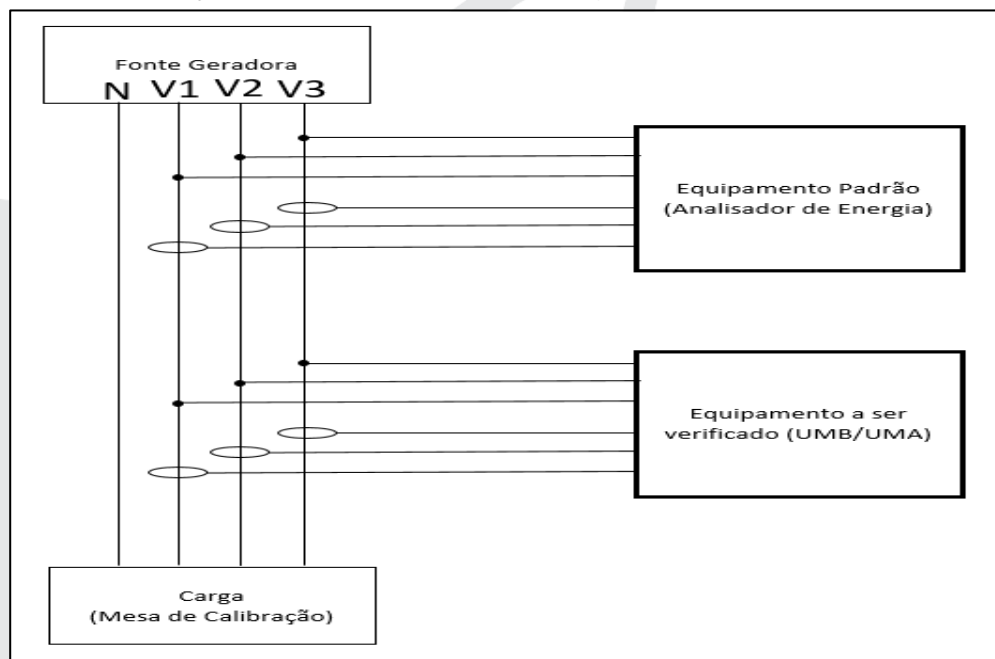 Fonte Geradora
N V1 V2 V3
Equipamento Padrão
(Analisador de Energia)
Equipamento a ser
verificado (UMB/UMA)
Carga
(Mesa de Calibração)